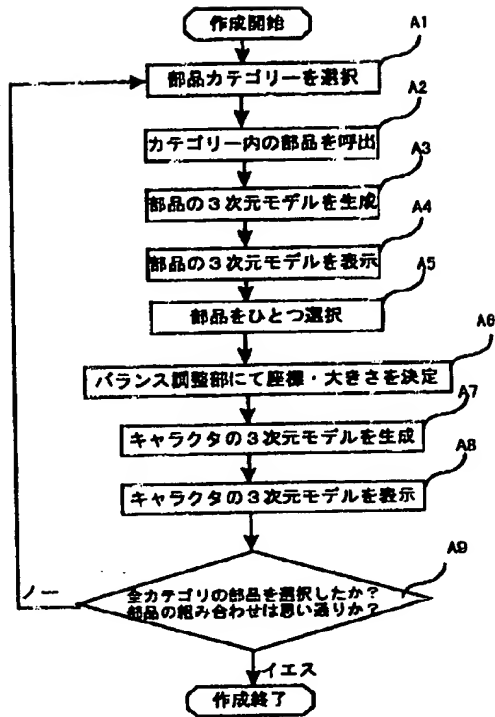 作成開始
A1
部品カテゴリーを選択
A2
カテゴリー内の部品を呼出
A3
部品の3次元モデルを生成
A4
部品の3次元モデルを表示
A5
部品をひとつ選択
A6
バランス調整部にて座標・大きさを決定
A7
キャラクタの3次元モデルを生成
A8
キャラクタの3次元モデルを表示
A9
全カテゴリの部品を選択したか?
部品の組み合わせは思い通りか?
ノー
イエス
作成終了